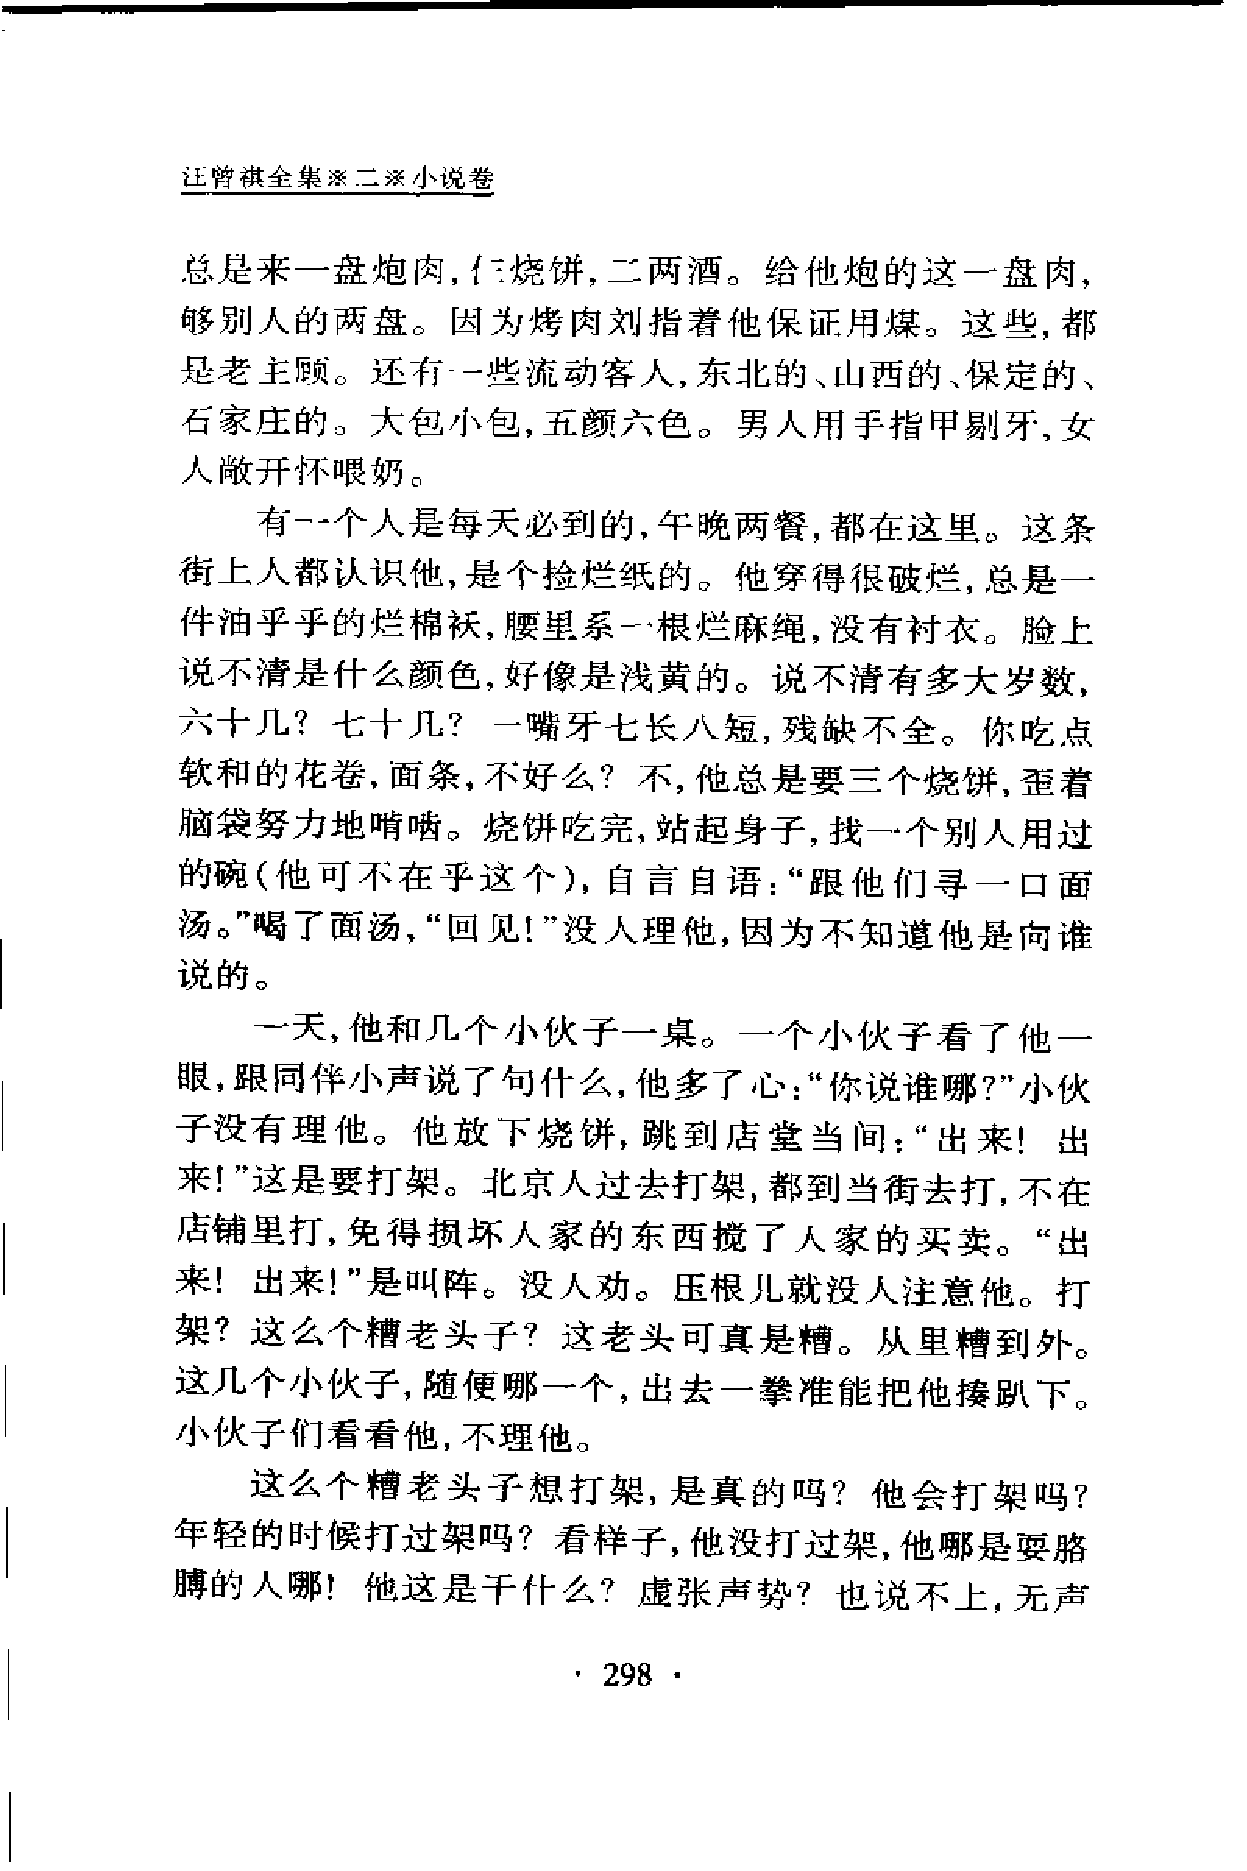 汪曾祺全集※二※小说卷
总是来一盘炮肉,仨烧饼,二两酒。给他炮的这一盘肉,
够别人的两盘。因为烤肉刘指着他保证用煤。这些,都
是老主顾。还有一些流动客人,东北的、山西的、保定的、
石家庄的。大包小包,五颜六色。男人用手指甲剔牙,女
人敞开怀喂奶。
有一个人是每天必到的,午晚两餐,都在这里。这条
街上人都认识他,是个捡烂纸的。他穿得很破烂,总是一
件油乎乎的烂棉袄,腰里系一根烂麻绳,没有衬衣。脸上
说不清是什么颜色,好像是浅黄的。说不清有多大岁数,
六十几?七十几?一嘴牙七长八短,残缺不全。你吃点
软和的花卷,面条,不好么?不,他总是要三个烧饼,歪着
脑袋努力地啃啮。烧饼吃完,站起身子,找一个别人用过
的碗(他可不在乎这个),自言自语:“跟他们寻一口面
汤。”喝了面汤,“回见!”没人理他,因为不知道他是向谁
说的。
一天,他和几个小伙子一桌。一个小伙子看了他一
眼,跟同伴小声说了句什么,他多了心:“你说谁哪?”小伙
子没有理他。他放下烧饼,跳到店堂当间:“出来!出
来!”这是要打架。北京人过去打架,都到当街去打,不在
店铺里打,免得损坏人家的东西搅了人家的买卖。“出
来!出来!”是叫阵。没人劝。压根儿就没人注意他。打
架?这么个糟老头子?这老头可真是糟。从里糟到外。
这几个小伙子,随便哪一个,出去一拳准能把他揍趴下。
小伙子们看看他,不理他。
这么个糟老头子想打架,是真的吗?他会打架吗?
年轻的时候打过架吗?看样子,他没打过架,他哪是耍胳
膊的人哪!他这是干什么?虚张声势?也说不上,无声
· 298 ·